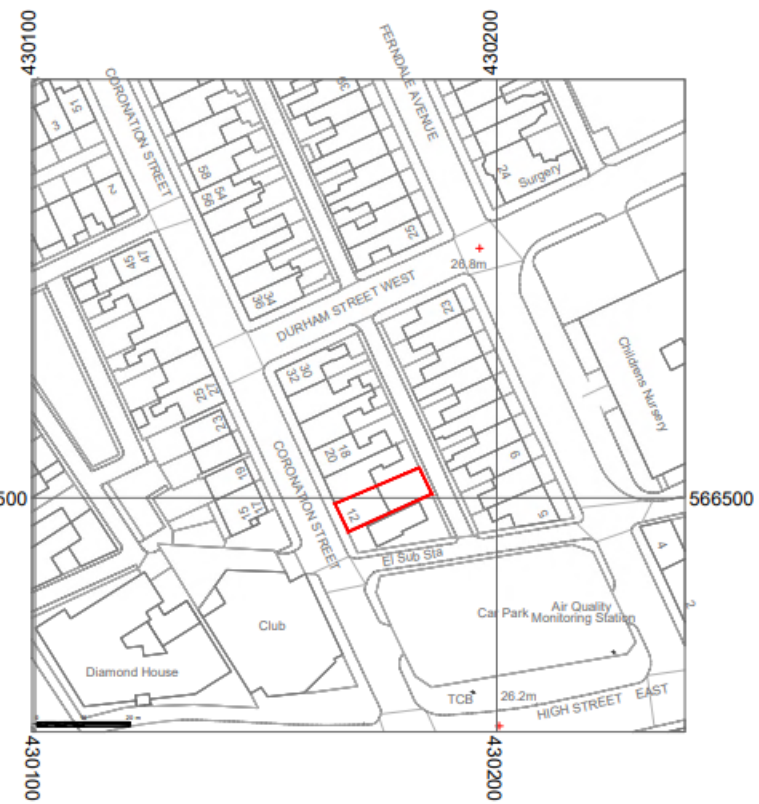 430100
430200
CORONATION STREET
FERNDALE AVENUE
51
3
2
58
54
56
24
Surgery
25
47
45
26.8m
36
34
DURHAM STREET WEST
23
Childrens Nursery
30
32
27
25
23
18
20
9
19
17
15
CORONATION STREET
12
5
500
566500
El Sub Sta
4
2
Club
Car Park
Air Quality
Monitoring Station
Diamond House
TCB
26.2m
HIGH STREET EAST
430100
430200